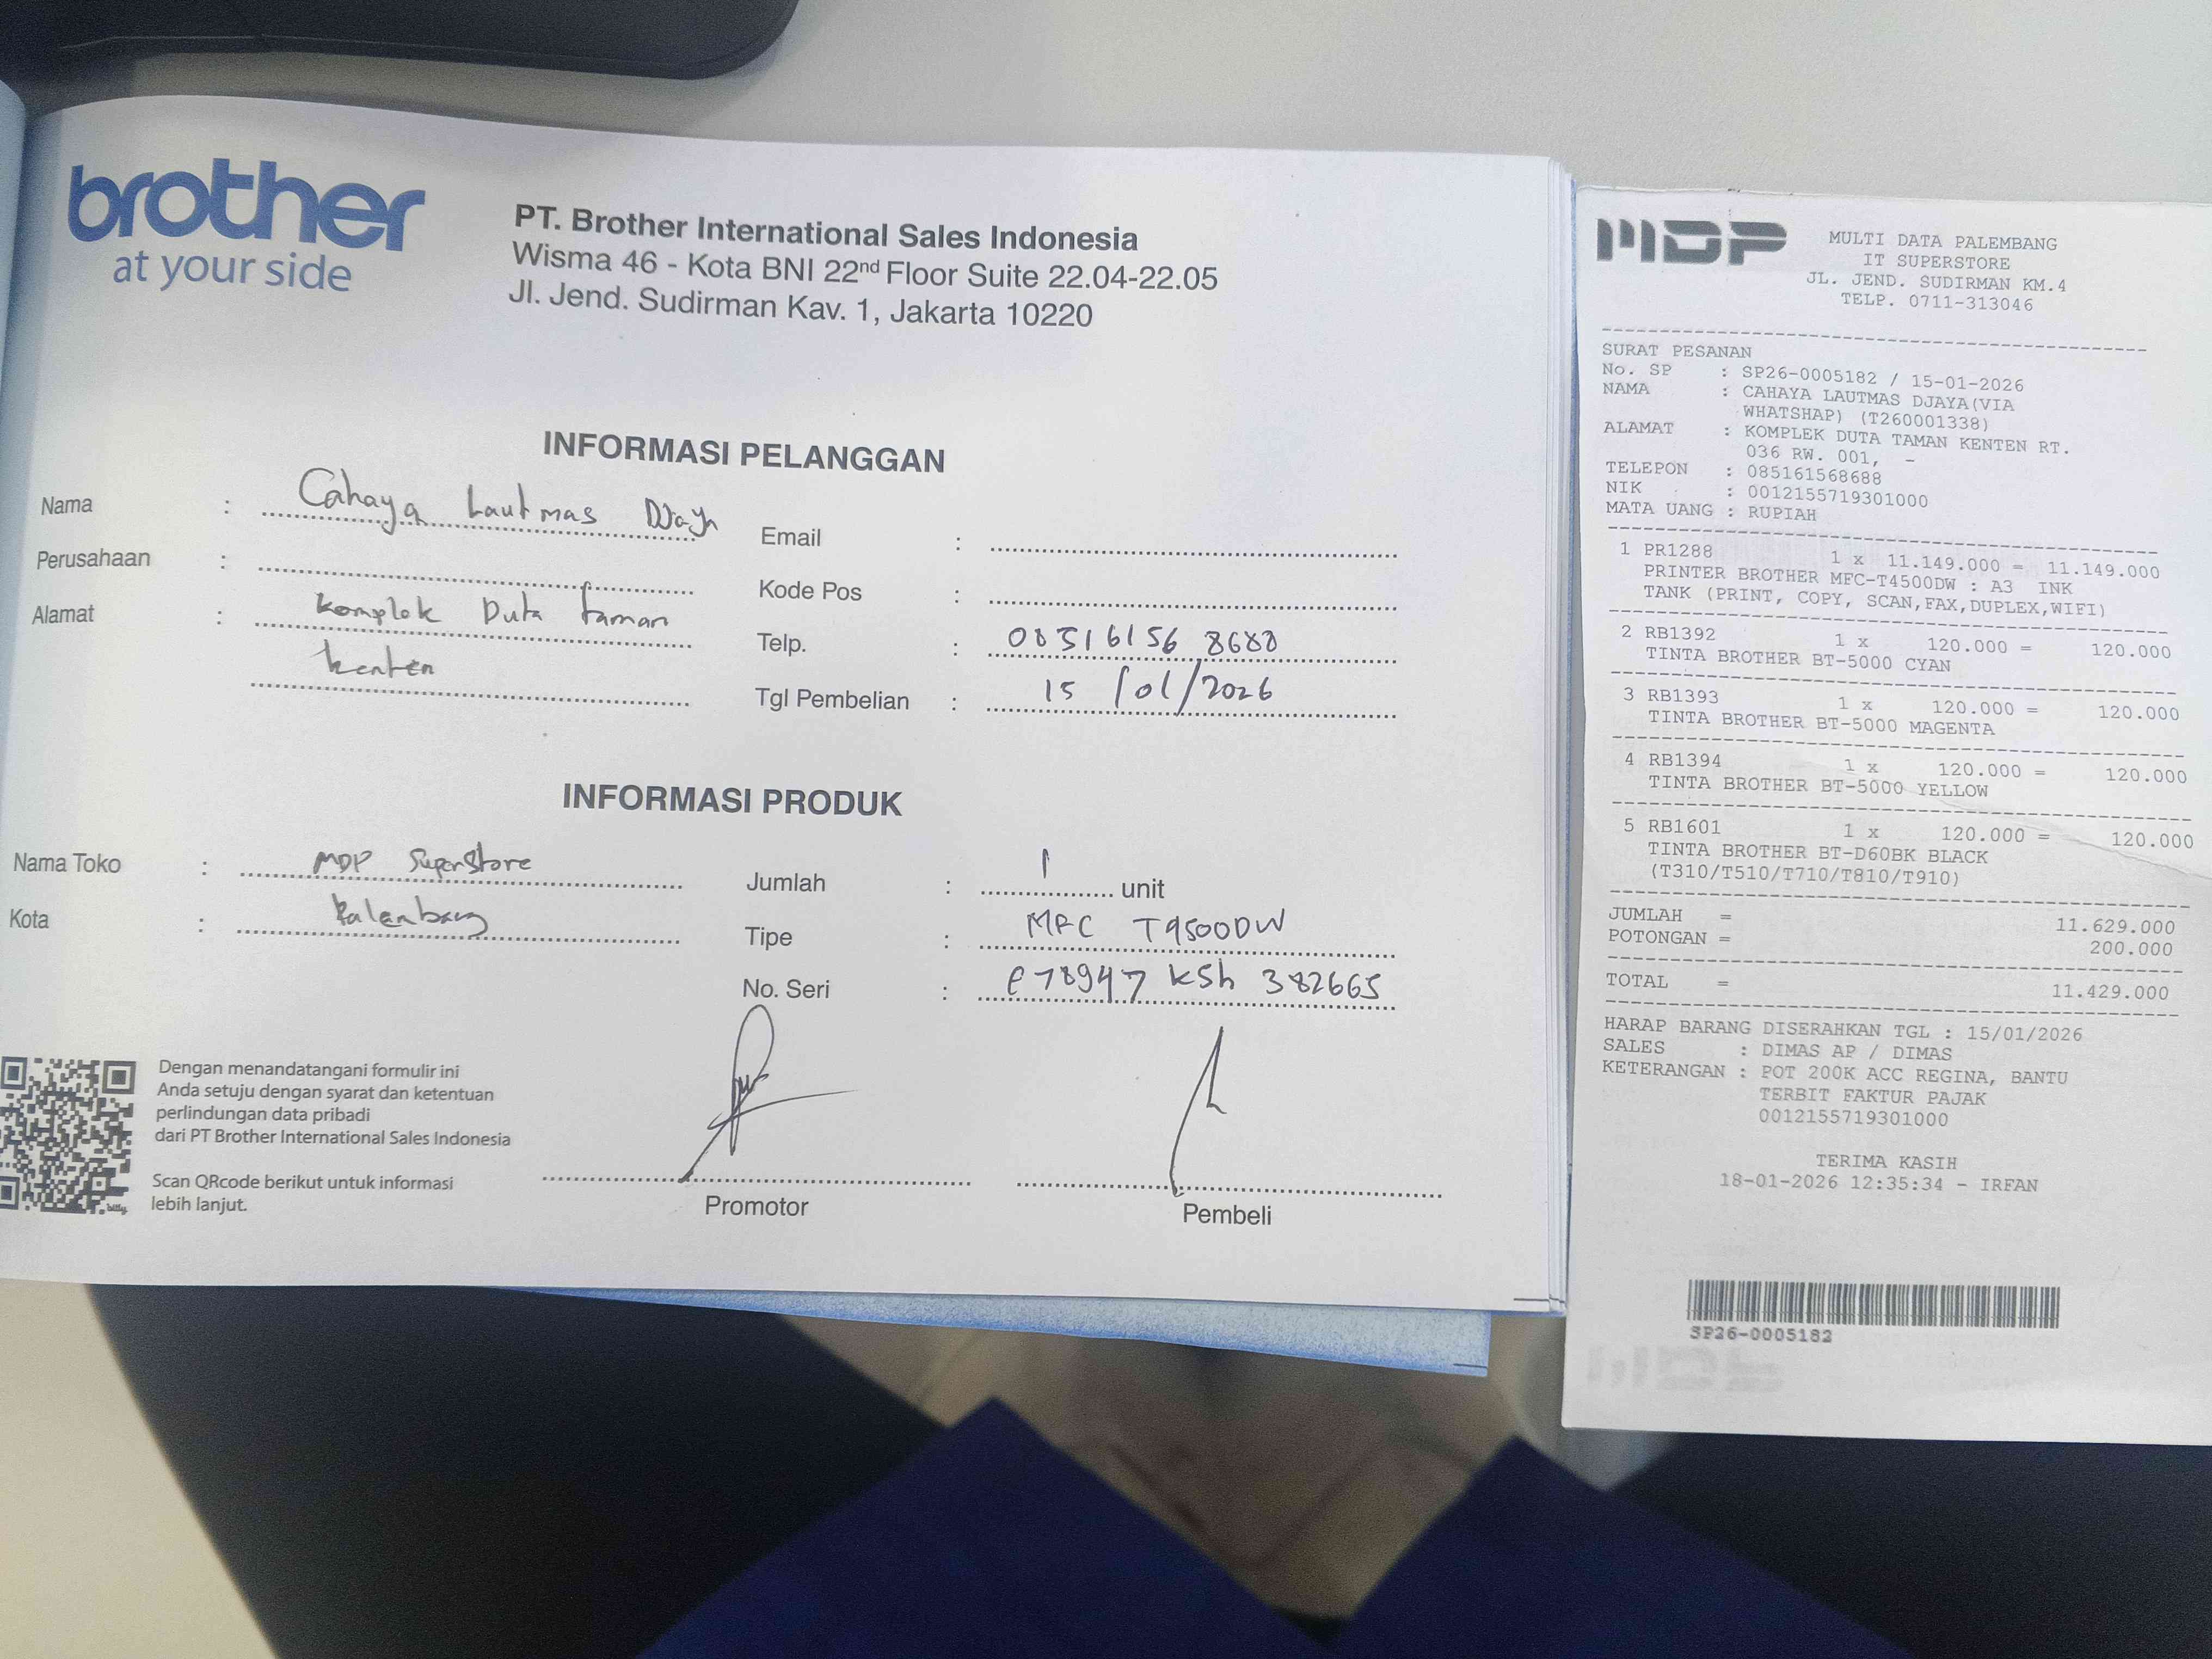 brother
at your side
PT. Brother International Sales Indonesia
Wisma 46 - Kota BNI 22nd Floor Suite 22.04-22.05
Jl. Jend. Sudirman Kav. 1, Jakarta 10220
INFORMASI PELANGGAN
Nama : Cahaya Lautmas Djaya
Perusahaan :
Alamat : Komplek Duta taman
kenten
Email :
Kode Pos :
Telp. : 085161568688
Tgl Pembelian : 15/01/2026
INFORMASI PRODUK
Nama Toko : MDP SuperStore
Kota : Palembang
Jumlah : 1 unit
Tipe : MFC T4500DW
No. Seri : E78947 K5h 382665
Dengan menandatangani formulir ini
Anda setuju dengan syarat dan ketentuan
perlindungan data pribadi
dari PT Brother International Sales Indonesia
Scan QRcode berikut untuk informasi
lebih lanjut.
Promotor
Pembeli
MDP
MULTI DATA PALEMBANG
IT SUPERSTORE
JL. JEND. SUDIRMAN KM.4
TELP. 0711-313046
SURAT PESANAN
No. SP : SP26-0005182 / 15-01-2026
NAMA : CAHAYA LAUTMAS DJAYA(VIA
WHATSHAP) (T260001338)
ALAMAT : KOMPLEK DUTA TAMAN KENTEN RT.
036 RW. 001, -
TELEPON : 085161568688
NIK : 0012155719301000
MATA UANG : RUPIAH
1 PR1288 1 x 11.149.000 = 11.149.000
PRINTER BROTHER MFC-T4500DW : A3 INK
TANK (PRINT, COPY, SCAN,FAX,DUPLEX,WIFI)
2 RB1392 1 x 120.000 = 120.000
TINTA BROTHER BT-5000 CYAN
3 RB1393 1 x 120.000 = 120.000
TINTA BROTHER BT-5000 MAGENTA
4 RB1394 1 x 120.000 = 120.000
TINTA BROTHER BT-5000 YELLOW
5 RB1601 1 x 120.000 = 120.000
TINTA BROTHER BT-D60BK BLACK
(T310/T510/T710/T810/T910)
JUMLAH = 11.629.000
POTONGAN = 200.000
TOTAL = 11.429.000
HARAP BARANG DISERAHKAN TGL : 15/01/2026
SALES : DIMAS AP / DIMAS
KETERANGAN : POT 200K ACC REGINA, BANTU
TERBIT FAKTUR PAJAK
0012155719301000
TERIMA KASIH
18-01-2026 12:35:34 - IRFAN
SP26-0005182
MDP